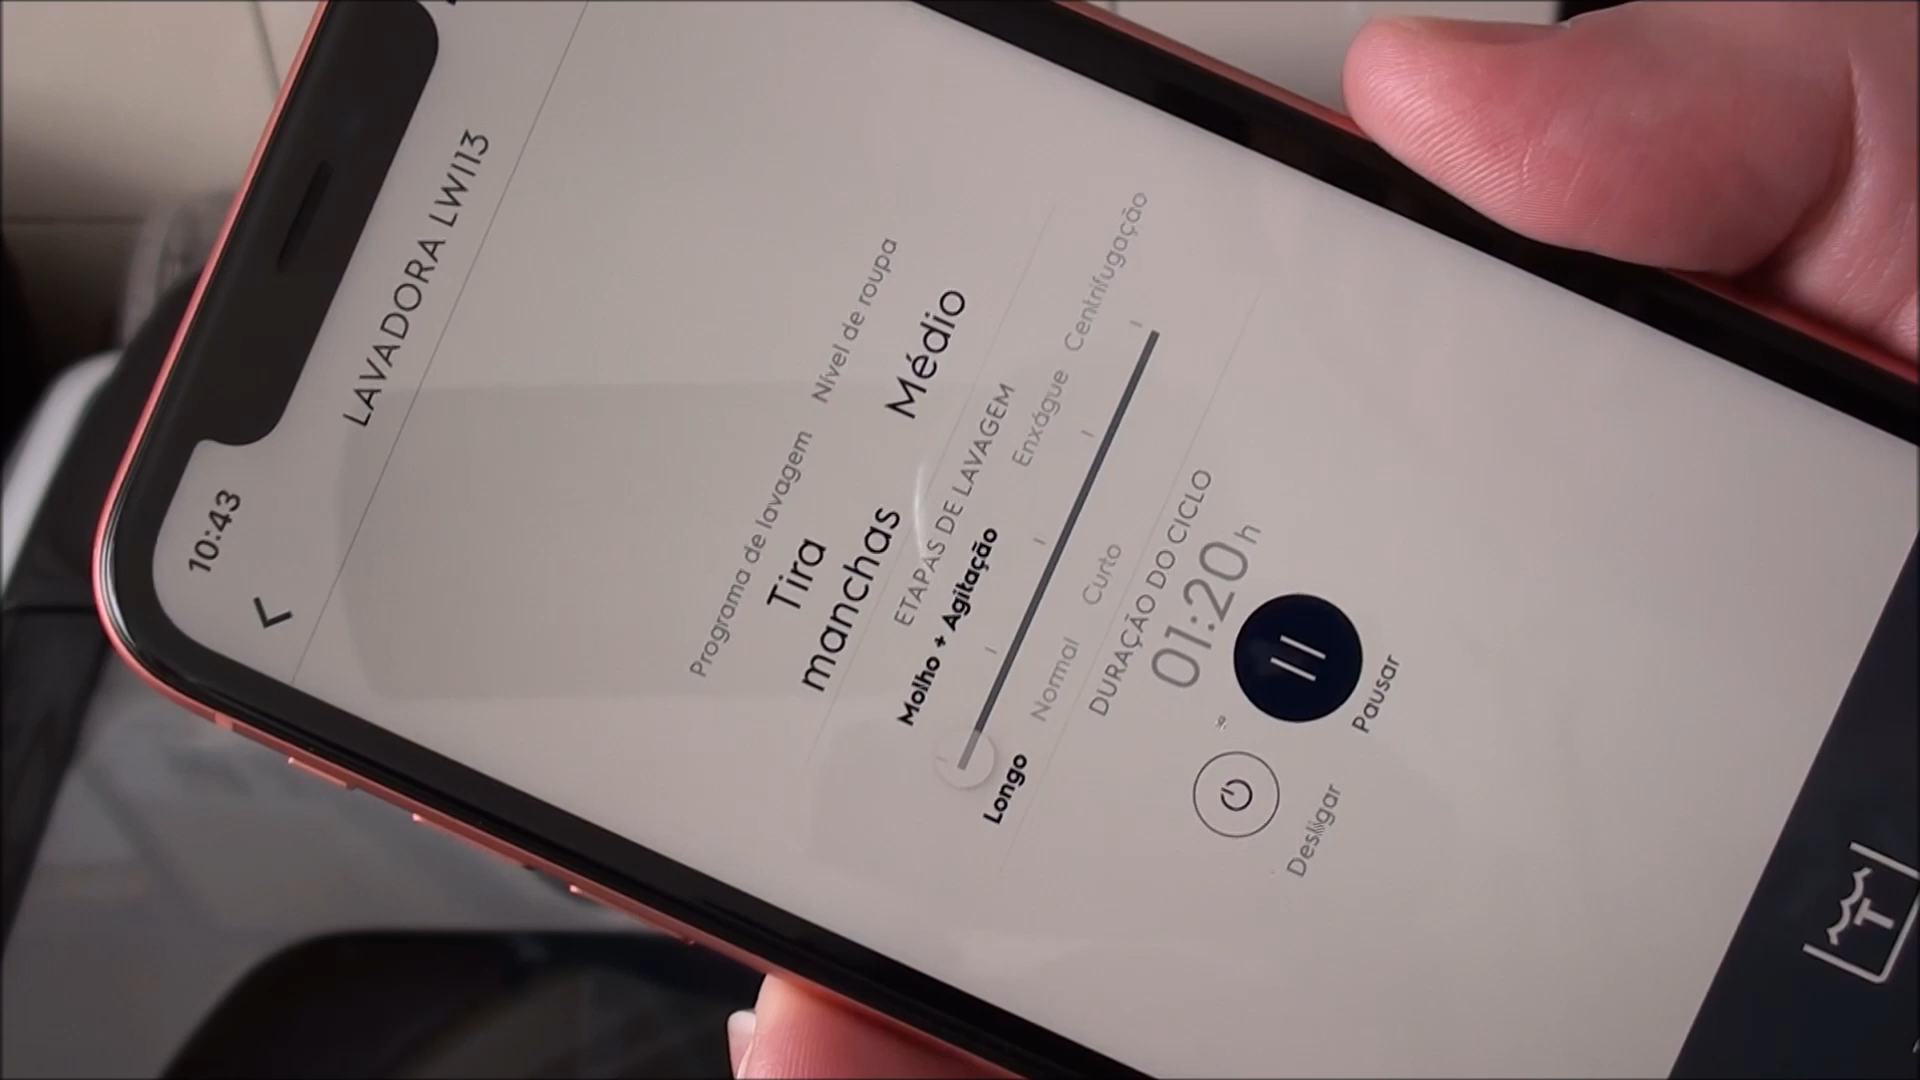 10:43
LAVADORA LWI13
Programa de lavagem
Nível de roupa
Tira
manchas
Médio
ETAPAS DE LAVAGEM
Molho + Agitação
Enxágue
Centrifugação
Longo
Normal
Curto
DURAÇÃO DO CICLO
01:20 h
Desligar
Pausar